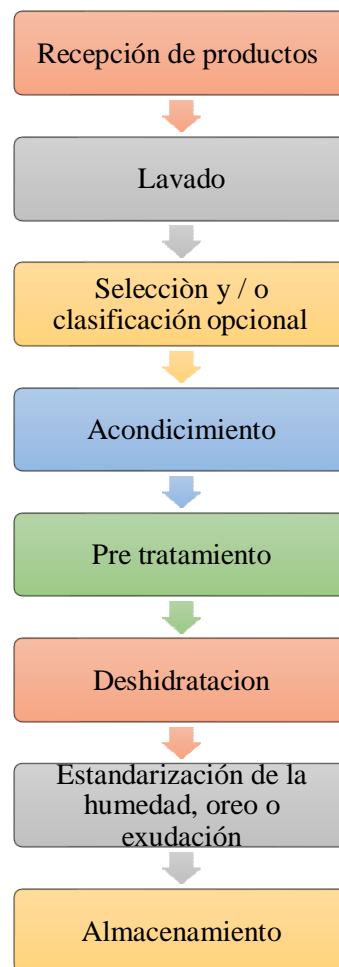 Recepción de productos
Lavado
Selecciòn y / o
clasificación opcional
Acondicimiento
Pre tratamiento
Deshidratacion
Estandarización de la
humedad, oreo o
exudación
Almacenamiento